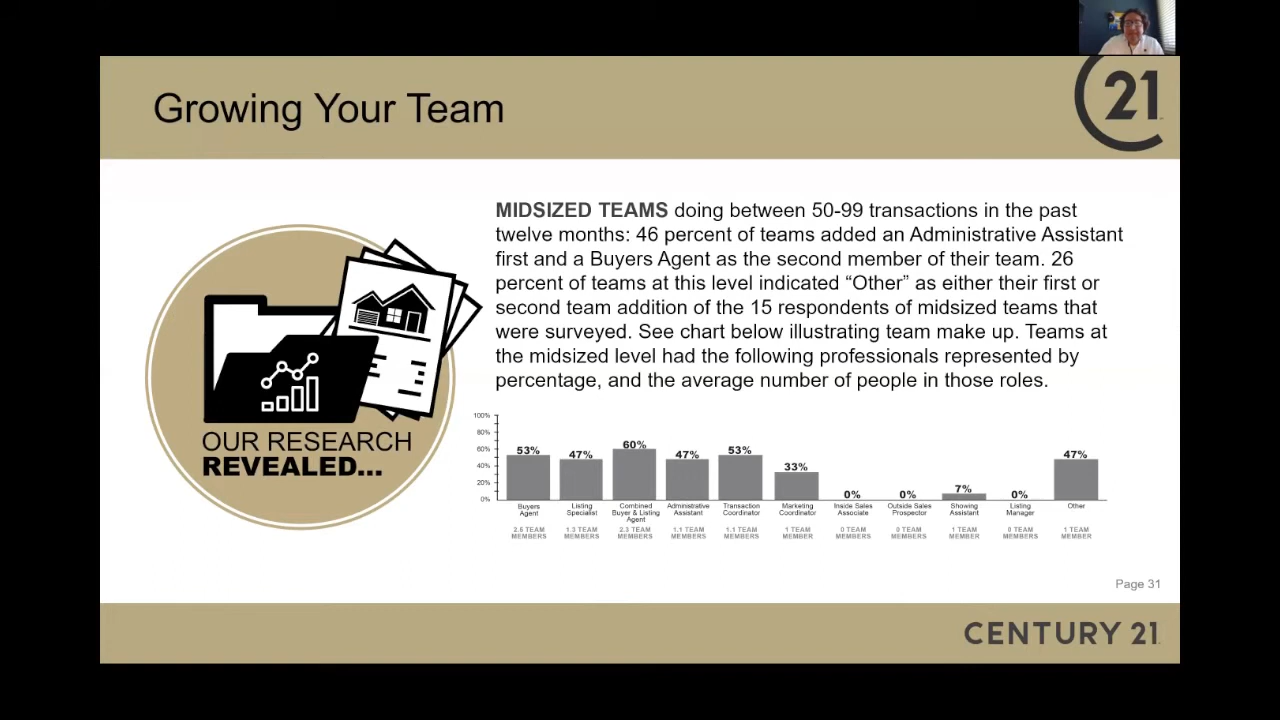 21
Growing Your Team
MIDSIZED TEAMS doing between 50-99 transactions in the past
twelve months: 46 percent of teams added an Administrative Assistant
first and a Buyers Agent as the second member of their team. 26
percent of teams at this level indicated “Other” as either their first or
second team addition of the 15 respondents of midsized teams that
were surveyed. See chart below illustrating team make up. Teams at
the midsized level had the following professionals represented by
percentage, and the average number of people in those roles.
OUR RESEARCH
REVEALED...
100%
80%
60%
40%
20%
0%
53%
47%
60%
47%
53%
33%
0%
0%
7%
0%
47%
Buyers
Agent
2.5 TEAM
MEMBERS
Listing
Specialist
1.3 TEAM
MEMBERS
Combined
Buyer & Listing
Agent
2.3 TEAM
MEMBERS
Administrative
Assistant
1.1 TEAM
MEMBERS
Transaction
Coordinator
1.1 TEAM
MEMBERS
Marketing
Coordinator
1 TEAM
MEMBER
Inside Sales
Associate
0 TEAM
MEMBERS
Outside Sales
Prospector
0 TEAM
MEMBERS
Showing
Assistant
1 TEAM
MEMBER
Listing
Manager
0 TEAM
MEMBERS
Other
1 TEAM
MEMBER
Page 31
CENTURY 21